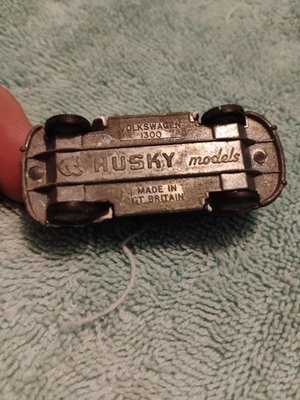 VOLKSWAGEN
1300
HUSKY models
MADE IN
GT. BRITAIN